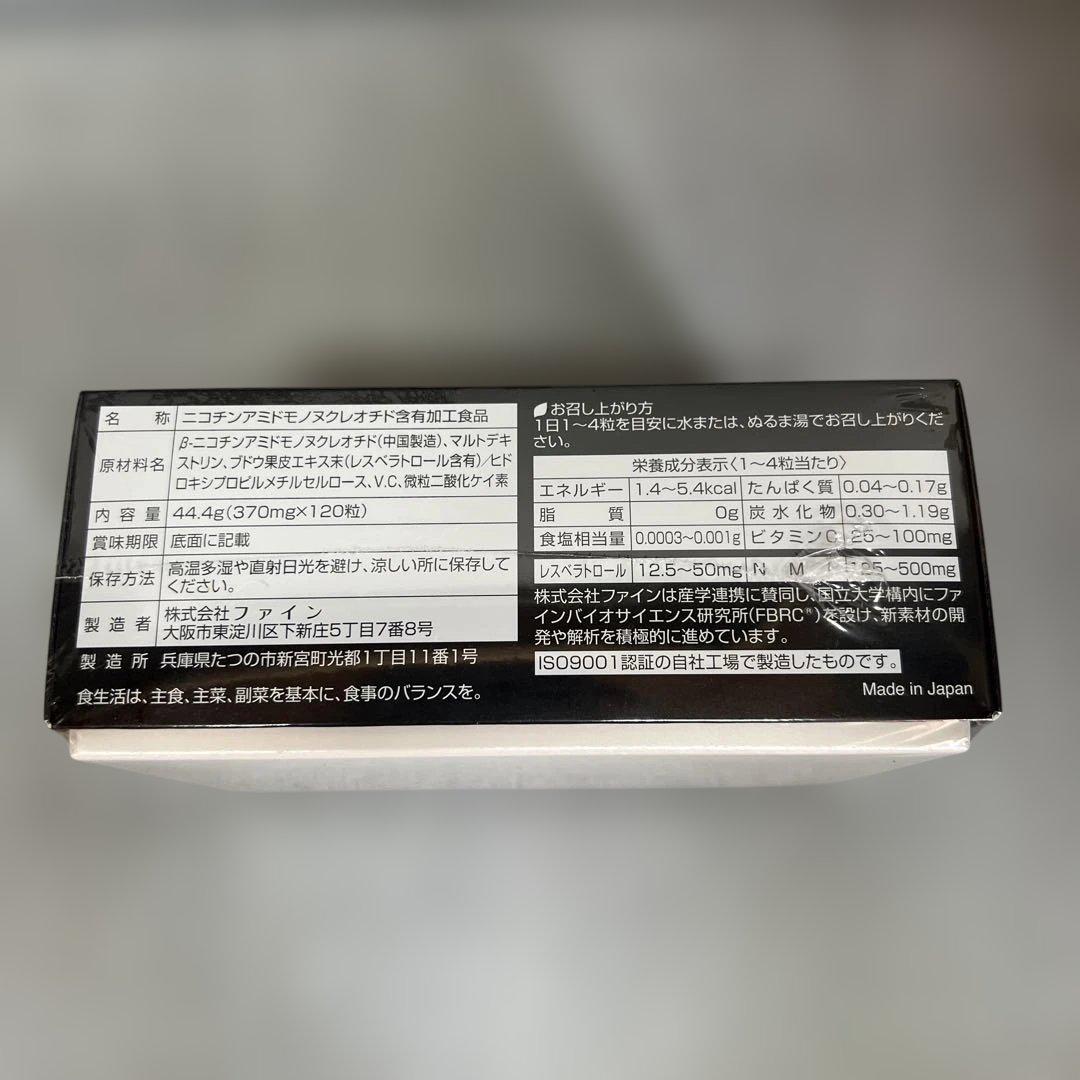 名称 ニコチンアミドモノヌクレオチド含有加工食品
原材料名 β-ニコチンアミドモノヌクレオチド(中国製造)、マルトデキ
ストリン、ブドウ果皮エキス末(レスベラトロール含有)/ヒド
ロキシプロピルメチルセルロース、V.C、微粒二酸化ケイ素
内容量 44.4g(370mg×120粒)
賞味期限 底面に記載
保存方法 高温多湿や直射日光を避け、涼しい所に保存して
ください。
製造者 株式会社ファイン
大阪市東淀川区下新庄5丁目7番8号
製造所 兵庫県たつの市新宮町光都1丁目11番1号
食生活は、主食、主菜、副菜を基本に、食事のバランスを。
お召し上がり方
1日1〜4粒を目安に水または、ぬるま湯でお召し上がりくだ
さい。
栄養成分表示〈1〜4粒当たり〉
エネルギー 1.4〜5.4kcal たんぱく質 0.04〜0.17g
脂質 0g 炭水化物 0.30〜1.19g
食塩相当量 0.0003〜0.001g ビタミンC 25〜100mg
レスベラトロール 12.5〜50mg N M 125〜500mg
株式会社ファインは産学連携に賛同し、国立大学構内にファ
インバイオサイエンス研究所(FBRC®)を設け、新素材の開
発や解析を積極的に進めています。
ISO9001認証の自社工場で製造したものです。
Made in Japan